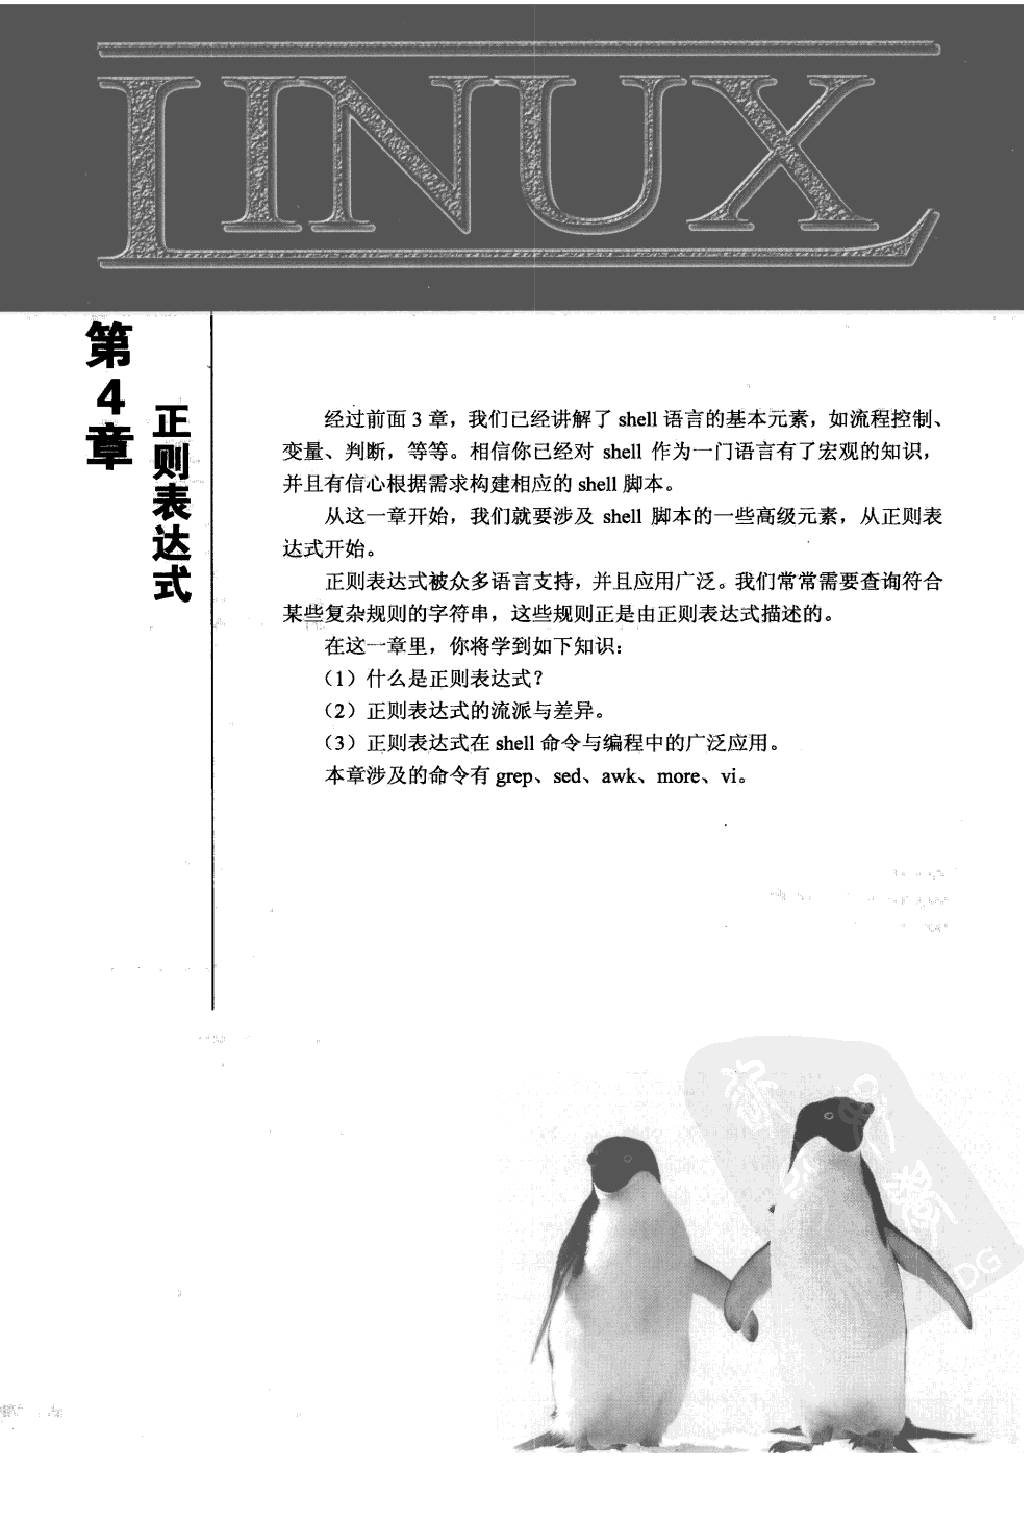 LINUX
第4章
正则表达式
经过前面 3 章，我们已经讲解了 shell 语言的基本元素，如流程控制、
变量、判断，等等。相信你已经对 shell 作为一门语言有了宏观的知识，
并且有信心根据需求构建相应的 shell 脚本。
从这一章开始，我们就要涉及 shell 脚本的一些高级元素，从正则表
达式开始。
正则表达式被众多语言支持，并且应用广泛。我们常常需要查询符合
某些复杂规则的字符串，这些规则正是由正则表达式描述的。
在这一章里，你将学到如下知识：
（1）什么是正则表达式？
（2）正则表达式的流派与差异。
（3）正则表达式在 shell 命令与编程中的广泛应用。
本章涉及的命令有 grep、sed、awk、more、vi。